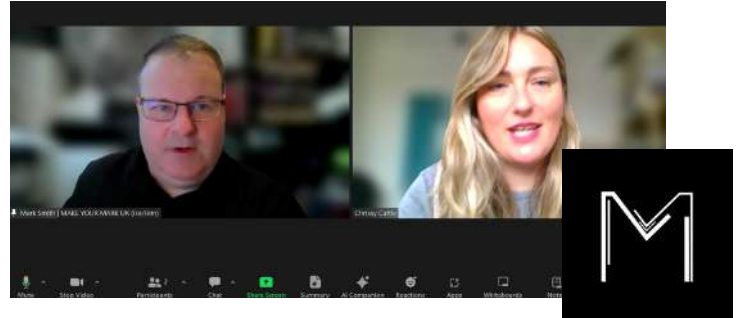 Mark Smith | MAKE YOUR MARK UK (he/him)
Chrissy Cattle
Mute
Stop Video
Participants
2
Chat
Share Screen
Summary
AI Companion
Reactions
Apps
Whiteboards
M